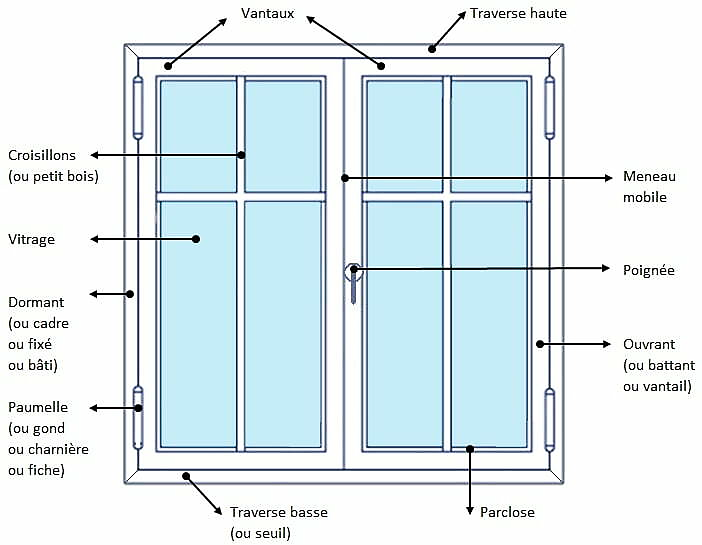 Vantaux
Traverse haute
Croisillons
(ou petit bois)
Meneau
mobile
Vitrage
Poignée
Dormant
(ou cadre
ou fixé
ou bâti)
Ouvrant
(ou battant
ou vantail)
Paumelle
(ou gond
ou charnière
ou fiche)
Traverse basse
(ou seuil)
Parclose